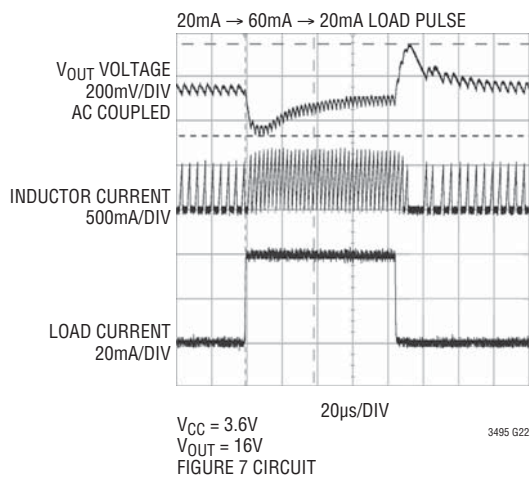 20mA → 60mA → 20mA LOAD PULSE
VOUT VOLTAGE
200mV/DIV
AC COUPLED
INDUCTOR CURRENT
500mA/DIV
LOAD CURRENT
20mA/DIV
20µs/DIV
VCC = 3.6V
VOUT = 16V
FIGURE 7 CIRCUIT
3495 G22